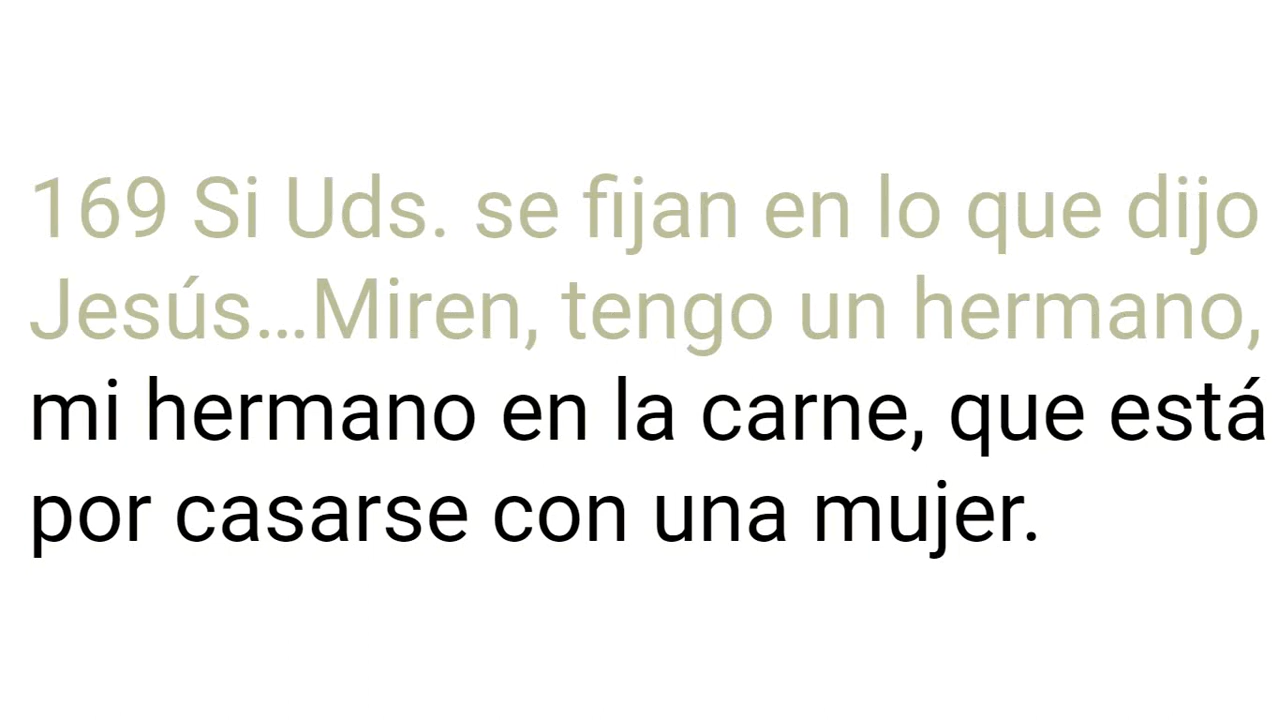 169 Si Uds. se fijan en lo que dijo
Jesús...Miren, tengo un hermano,
mi hermano en la carne, que está
por casarse con una mujer.